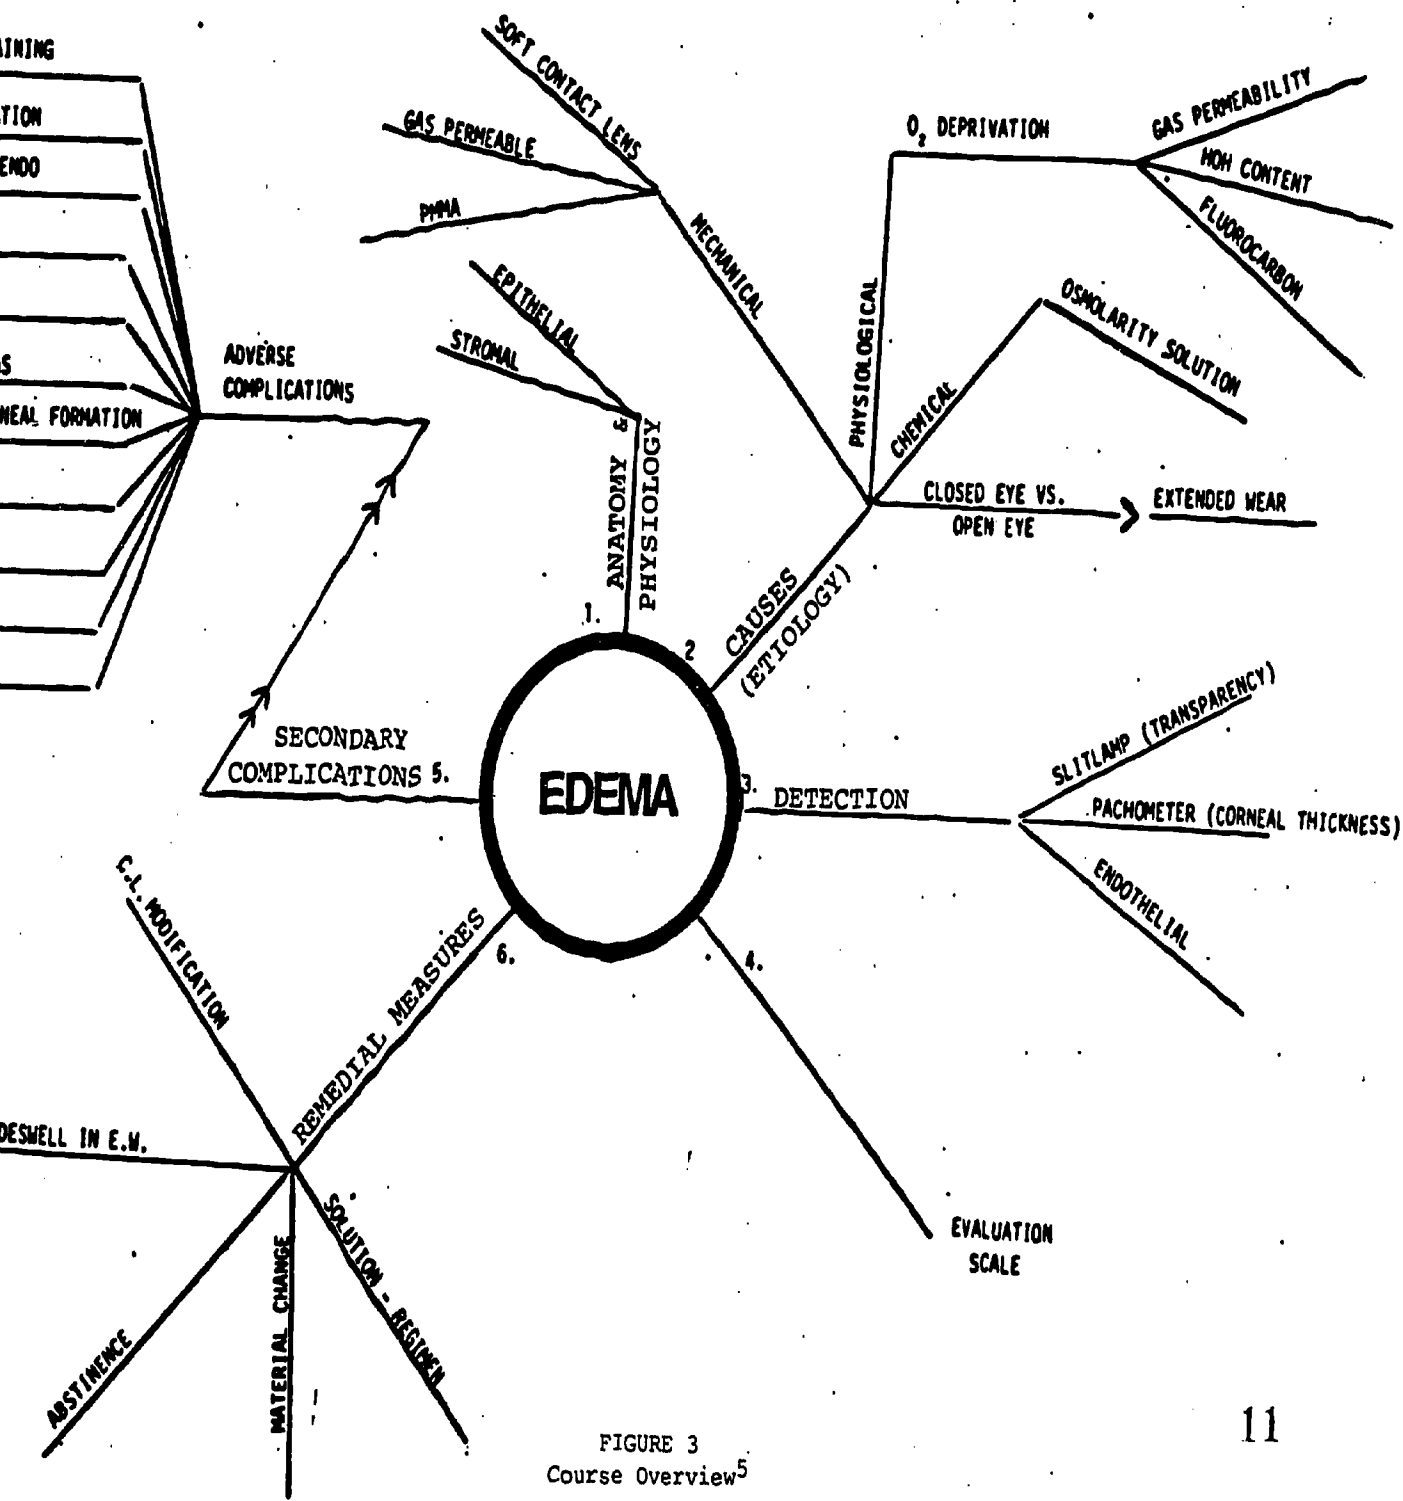 AINING
TION
ENDO
S
NEAL FORMATION
ADVERSE
COMPLICATIONS
SOFT CONTACT LENS
GAS PERMEABLE
PMMA
MECHANICAL
EPITHELIAL
STROMAL
ANATOMY &
PHYSIOLOGY
1.
O2 DEPRIVATION
GAS PERMEABILITY
HOH CONTENT
FLUOROCARBON
PHYSIOLOGICAL
CHEMICAL
OSMOLARITY SOLUTION
CLOSED EYE VS.
OPEN EYE
EXTENDED WEAR
2
CAUSES
(ETIOLOGY)
SECONDARY
COMPLICATIONS 5.
EDEMA
3. DETECTION
SLITLAMP (TRANSPARENCY)
PACHOMETER (CORNEAL THICKNESS)
ENDOTHELIAL
4.
EVALUATION
SCALE
6.
REMEDIAL MEASURES
C.L. MODIFICATION
DESWELL IN E.W.
ABSTINENCE
MATERIAL CHANGE
SOLUTION - REGIMEN
FIGURE 3
Course Overview5
11